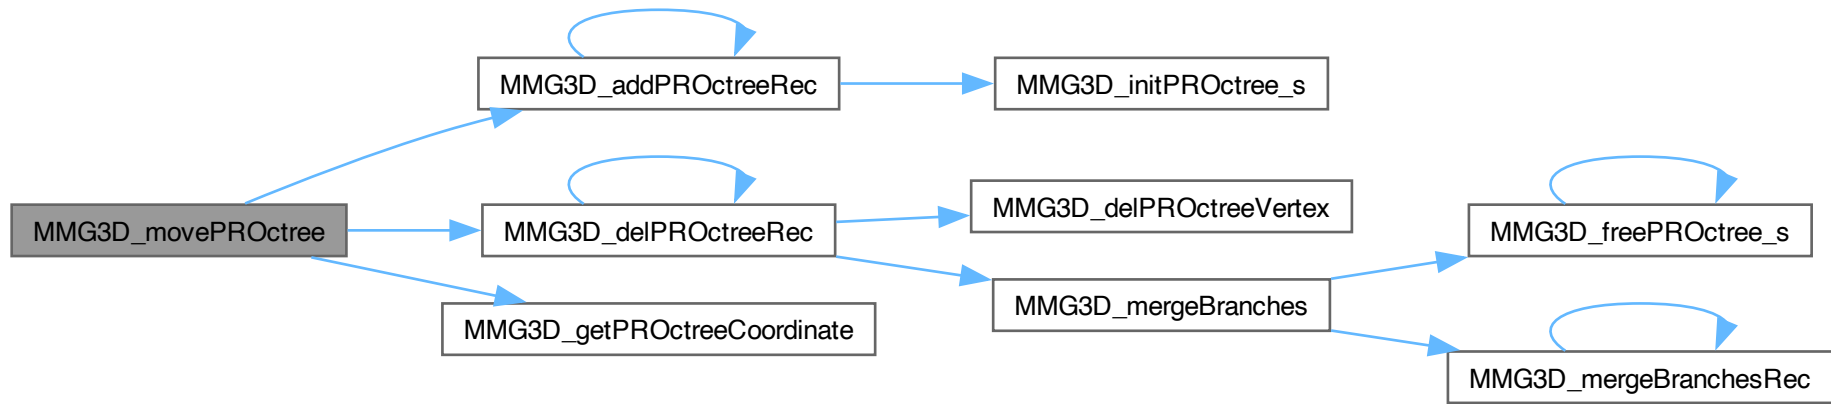 MMG3D_movePROctree
MMG3D_addPROctreeRec
MMG3D_initPROctree_s
MMG3D_delPROctreeRec
MMG3D_delPROctreeVertex
MMG3D_mergeBranches
MMG3D_freePROctree_s
MMG3D_mergeBranchesRec
MMG3D_getPROctreeCoordinate